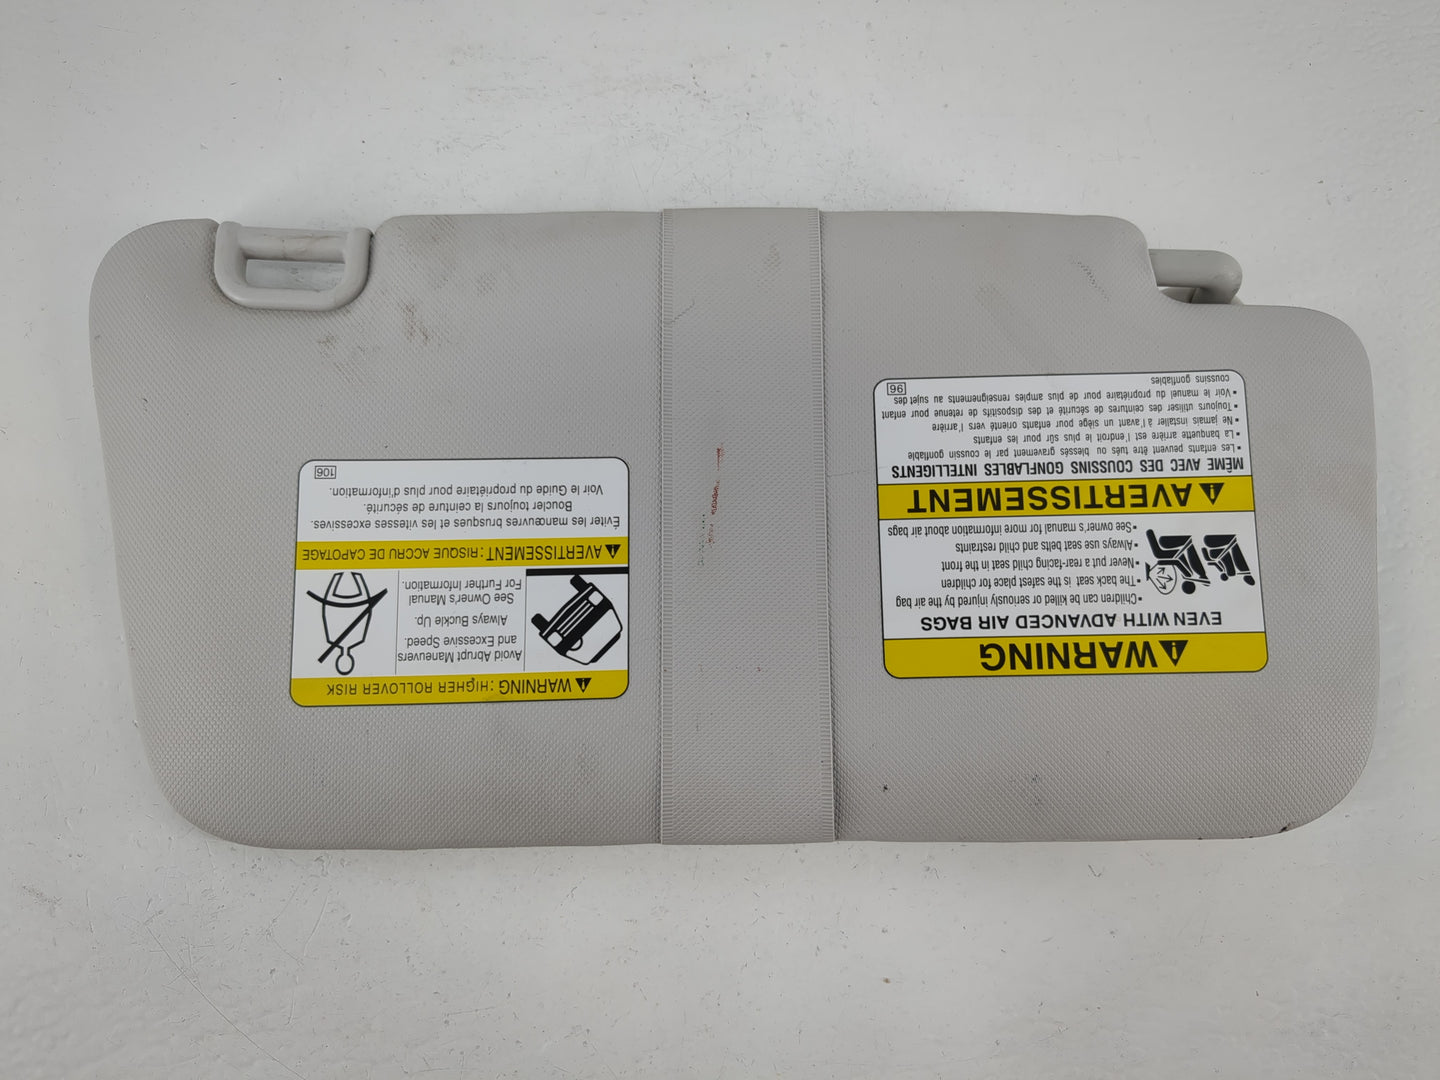 ⚠WARNING
EVEN WITH ADVANCED AIR BAGS
•Children can be killed or seriously injured by the air bag
•The back seat is the safest place for children
•Never put a rear-facing child seat in the front
•Always use seat belts and child restraints
•See owner's manual for more information about air bags
⚠AVERTISSEMENT
MÊME AVEC DES COUSSINS GONFLABLES INTELLIGENTS
•Les enfants peuvent être tués ou blessés gravement par le coussin gonflable
•La banquette arrière est l'endroit le plus sûr pour les enfants
•Ne jamais installer à l'avant un siège pour enfants orienté vers l'arrière
•Toujours utiliser des ceintures de sécurité et des dispositifs de retenue pour enfant
•Voir le manuel du propriétaire pour de plus amples renseignements au sujet des
coussins gonflables
96
⚠WARNING: HIGHER ROLLOVER RISK
Avoid Abrupt Maneuvers
and Excessive Speed.
Always Buckle Up.
See Owner's Manual
For Further Information.
⚠AVERTISSEMENT: RISQUE ACCRU DE CAPOTAGE
Éviter les manœuvres brusques et les vitesses excessives.
Boucler toujours la ceinture de sécurité.
Voir le Guide du propriétaire pour plus d'information.
106